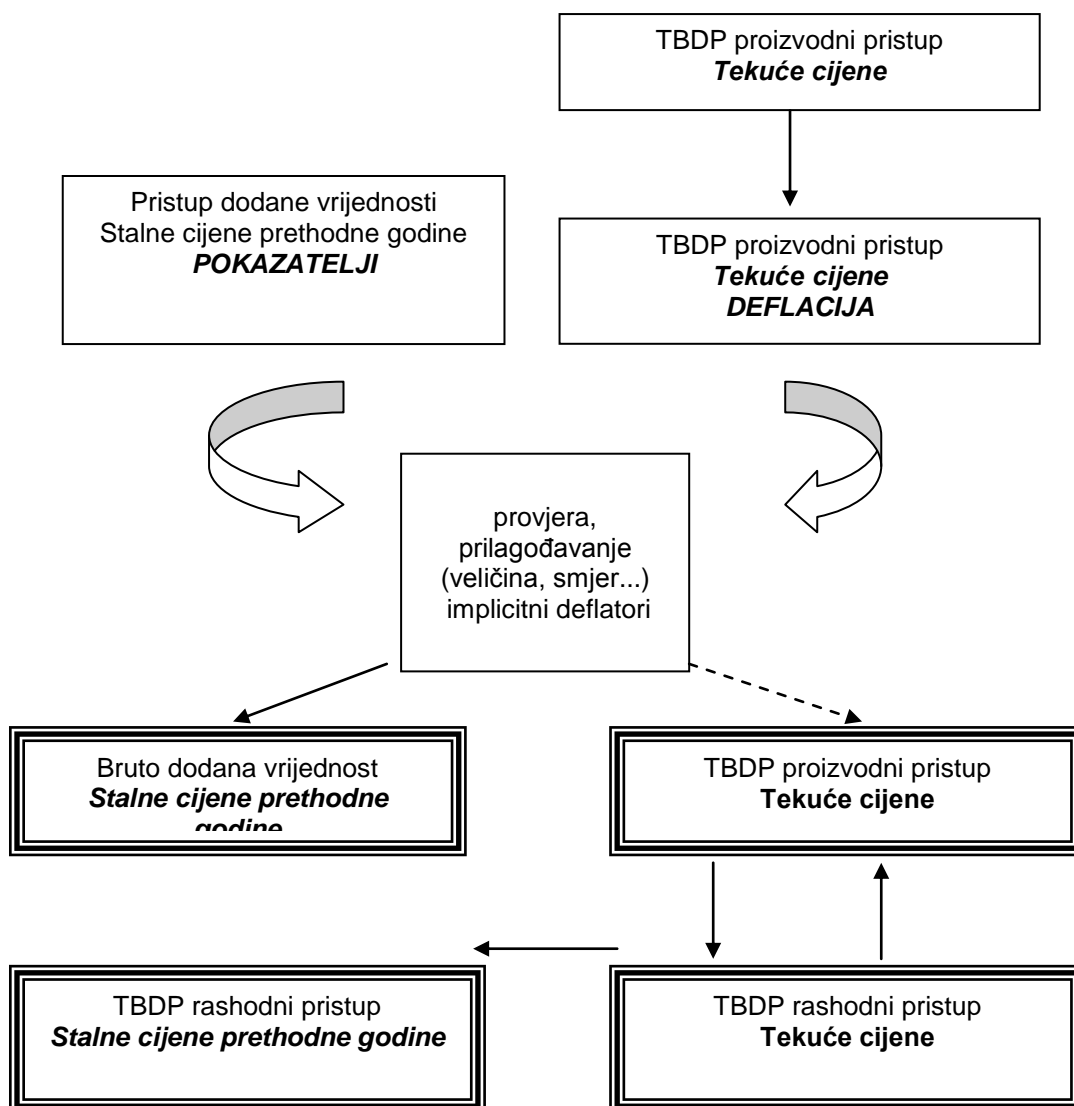 TBDP proizvodni pristup
Tekuće cijene
Pristup dodane vrijednosti
Stalne cijene prethodne godine
POKAZATELJI
TBDP proizvodni pristup
Tekuće cijene
DEFLACIJA
provjera,
prilagođavanje
(veličina, smjer...)
implicitni deflatori
Bruto dodana vrijednost
Stalne cijene prethodne
godine
TBDP proizvodni pristup
Tekuće cijene
TBDP rashodni pristup
Stalne cijene prethodne godine
TBDP rashodni pristup
Tekuće cijene